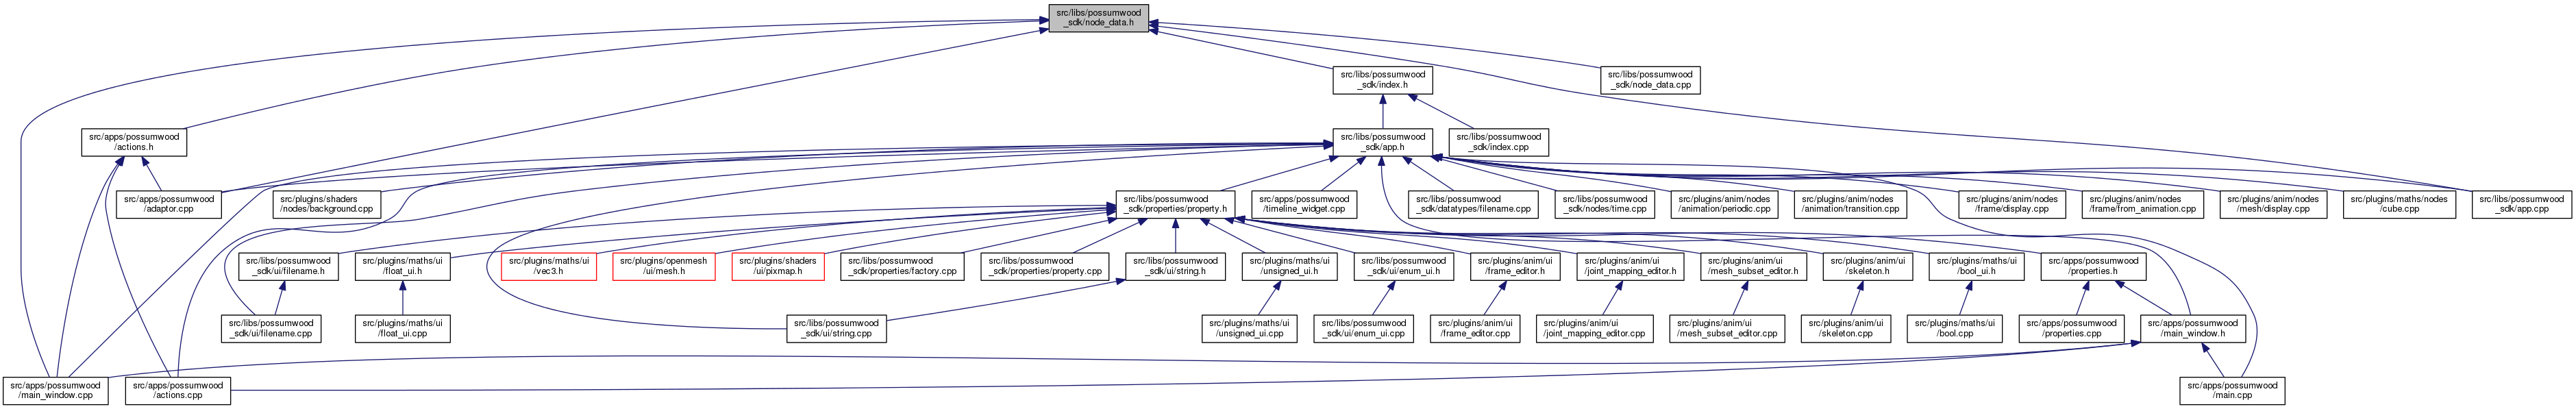 src/libs/possumwood
_sdk/node_data.h
src/libs/possumwood
_sdk/index.h
src/libs/possumwood
_sdk/node_data.cpp
src/apps/possumwood
/actions.h
src/libs/possumwood
_sdk/app.h
src/libs/possumwood
_sdk/index.cpp
src/apps/possumwood
/adaptor.cpp
src/plugins/shaders
/nodes/background.cpp
src/libs/possumwood
_sdk/properties/property.h
src/apps/possumwood
/timeline_widget.cpp
src/libs/possumwood
_sdk/datatypes/filename.cpp
src/libs/possumwood
_sdk/nodes/time.cpp
src/plugins/anim/nodes
/animation/periodic.cpp
src/plugins/anim/nodes
/animation/transition.cpp
src/plugins/anim/nodes
/frame/display.cpp
src/plugins/anim/nodes
/frame/from_animation.cpp
src/plugins/anim/nodes
/mesh/display.cpp
src/plugins/maths/nodes
/cube.cpp
src/libs/possumwood
_sdk/app.cpp
src/libs/possumwood
_sdk/ui/filename.h
src/plugins/maths/ui
/float_ui.h
src/plugins/maths/ui
/vec3.h
src/plugins/openmesh
/ui/mesh.h
src/plugins/shaders
/ui/pixmap.h
src/libs/possumwood
_sdk/properties/factory.cpp
src/libs/possumwood
_sdk/properties/property.cpp
src/libs/possumwood
_sdk/ui/string.h
src/plugins/maths/ui
/unsigned_ui.h
src/libs/possumwood
_sdk/ui/enum_ui.h
src/plugins/anim/ui
/frame_editor.h
src/plugins/anim/ui
/joint_mapping_editor.h
src/plugins/anim/ui
/mesh_subset_editor.h
src/plugins/anim/ui
/skeleton.h
src/plugins/maths/ui
/bool_ui.h
src/apps/possumwood
/properties.h
src/libs/possumwood
_sdk/ui/filename.cpp
src/plugins/maths/ui
/float_ui.cpp
src/libs/possumwood
_sdk/ui/string.cpp
src/plugins/maths/ui
/unsigned_ui.cpp
src/libs/possumwood
_sdk/ui/enum_ui.cpp
src/plugins/anim/ui
/frame_editor.cpp
src/plugins/anim/ui
/joint_mapping_editor.cpp
src/plugins/anim/ui
/mesh_subset_editor.cpp
src/plugins/anim/ui
/skeleton.cpp
src/plugins/maths/ui
/bool.cpp
src/apps/possumwood
/properties.cpp
src/apps/possumwood
/main_window.h
src/apps/possumwood
/main_window.cpp
src/apps/possumwood
/actions.cpp
src/apps/possumwood
/main.cpp